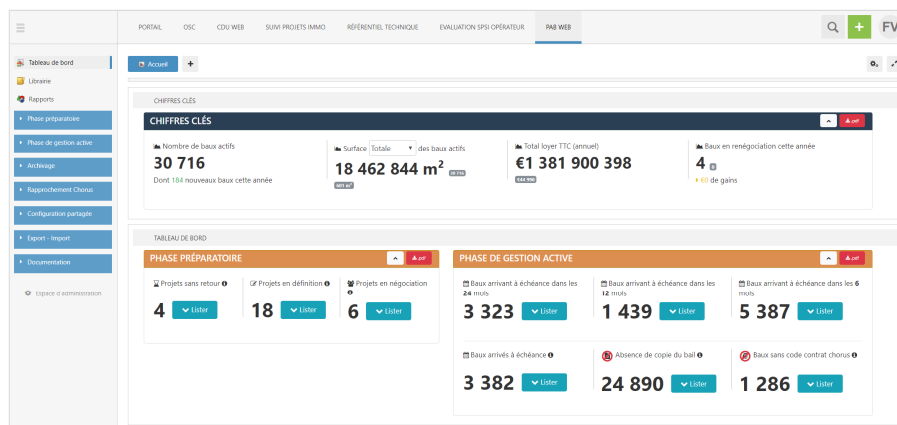 PORTAIL OSC CDU WEB SUIVI PROJETS IMMO RÉFÉRENTIEL TECHNIQUE EVALUATION SPSI OPÉRATEUR PAB WEB + FV
Tableau de bord
Librairie
Rapports
Phase préparatoire
Phase de gestion active
Archivage
Rapprochement Chorus
Configuration partagée
Export - Import
Documentation
Espace d'administration
Accueil +
CHIFFRES CLÉS
CHIFFRES CLÉS
.pdf
Nombre de baux actifs
30 716
Dont 184 nouveaux baux cette année
Surface Totale des baux actifs
18 462 844 m² 30 716
601 m²
Total loyer TTC (annuel)
€1 381 900 398
€44 990
Baux en renégociation cette année
4
€0 de gains
TABLEAU DE BORD
PHASE PRÉPARATOIRE
.pdf
Projets sans retour
4 Lister
Projets en définition
18 Lister
Projets en négociation
6 Lister
PHASE DE GESTION ACTIVE
.pdf
Baux arrivant à échéance dans les
24 mois
3 323 Lister
Baux arrivant à échéance dans les
12 mois
1 439 Lister
Baux arrivant à échéance dans les 6
mois
5 387 Lister
Baux arrivés à échéance
3 382 Lister
Absence de copie du bail
24 890 Lister
Baux sans code contrat chorus
1 286 Lister